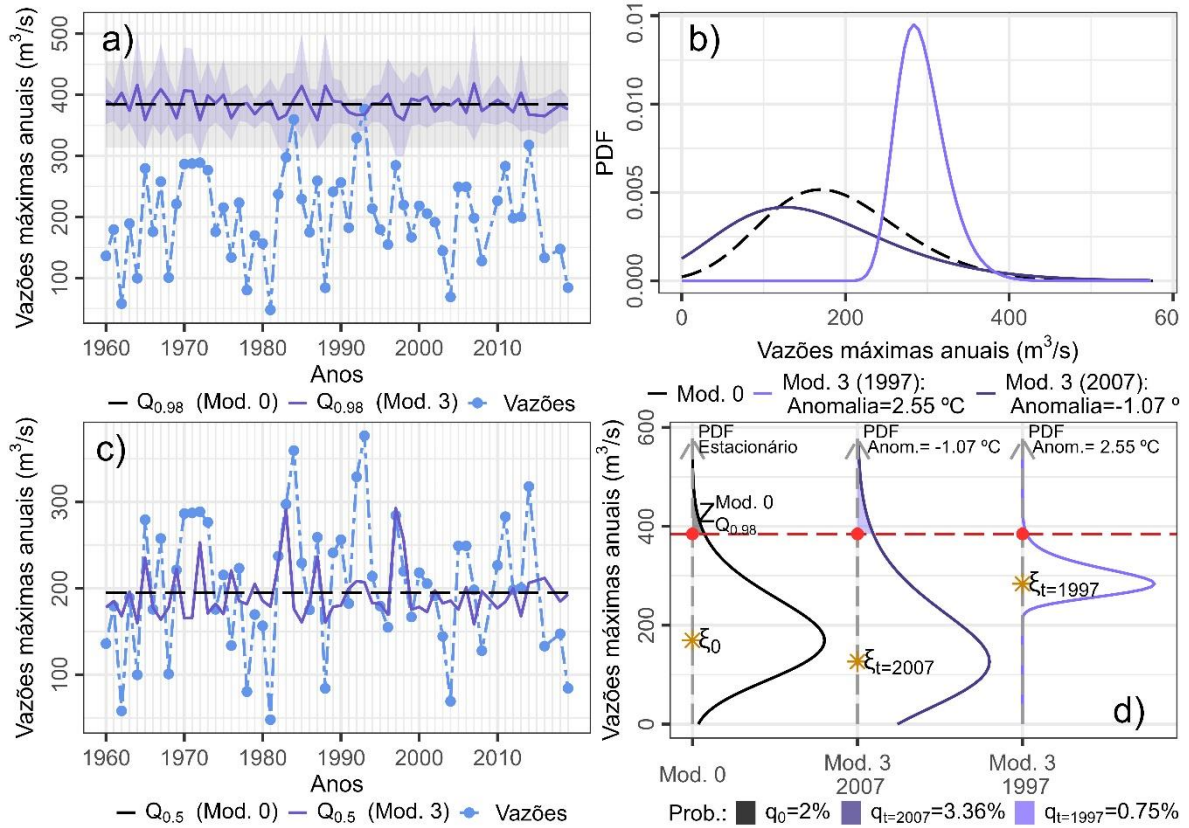 a)
Vazões máximas anuais (m³/s)
500
400
300
200
100
1960 1970 1980 1990 2000 2010
Anos
Q0.98 (Mod. 0) Q0.98 (Mod. 3) Vazões
b)
PDF
0.01
0.010
0.005
0.000
0 200 400 60
Vazões máximas anuais (m³/s)
Mod. 0 Mod. 3 (1997): Mod. 3 (2007):
Anomalia=2.55 ºC Anomalia=-1.07 º
c)
Vazões máximas anuais (m³/s)
300
200
100
1960 1970 1980 1990 2000 2010
Anos
Q0.5 (Mod. 0) Q0.5 (Mod. 3) Vazões
d)
Vazões máximas anuais (m³/s)
600
400
200
0
PDF PDF PDF
Estacionário Anom.= -1.07 ºC Anom.= 2.55 ºC
Mod. 0
Q0.98
ξt=1997
ξ0
ξt=2007
Mod. 0 Mod. 3 Mod. 3
2007 1997
Prob.: q0=2% qt=2007=3.36% qt=1997=0.75%